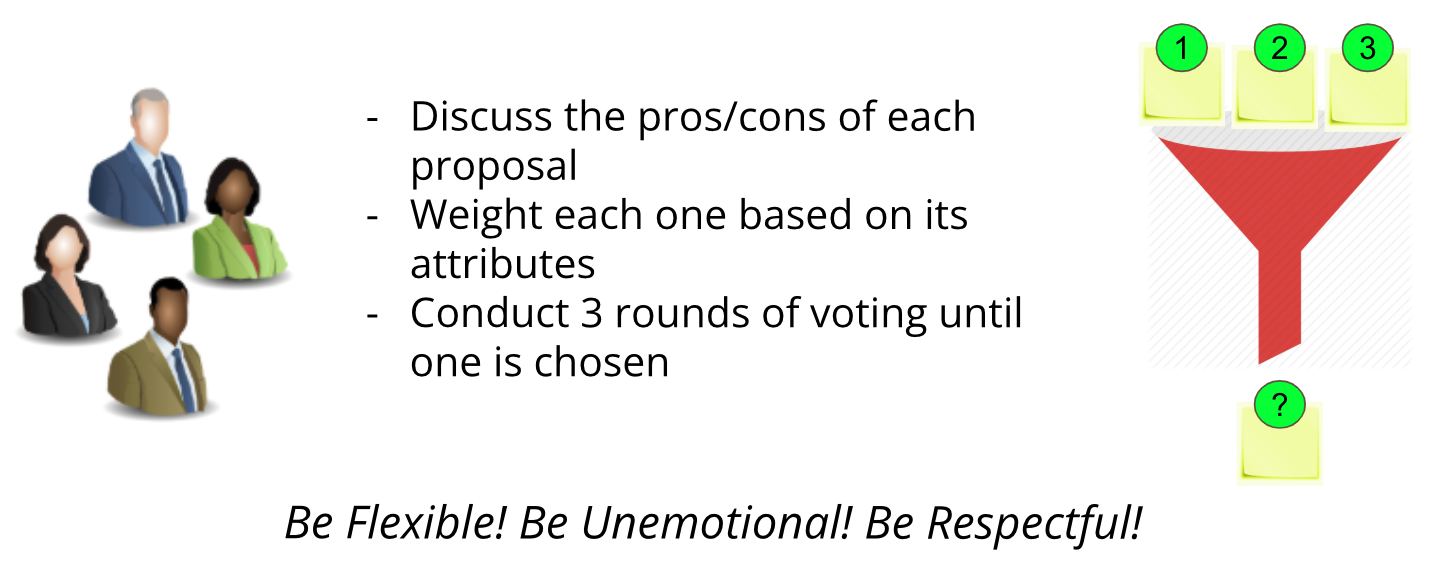 1 2 3
- Discuss the pros/cons of each
proposal
- Weight each one based on its
attributes
- Conduct 3 rounds of voting until
one is chosen
?
Be Flexible! Be Unemotional! Be Respectful!